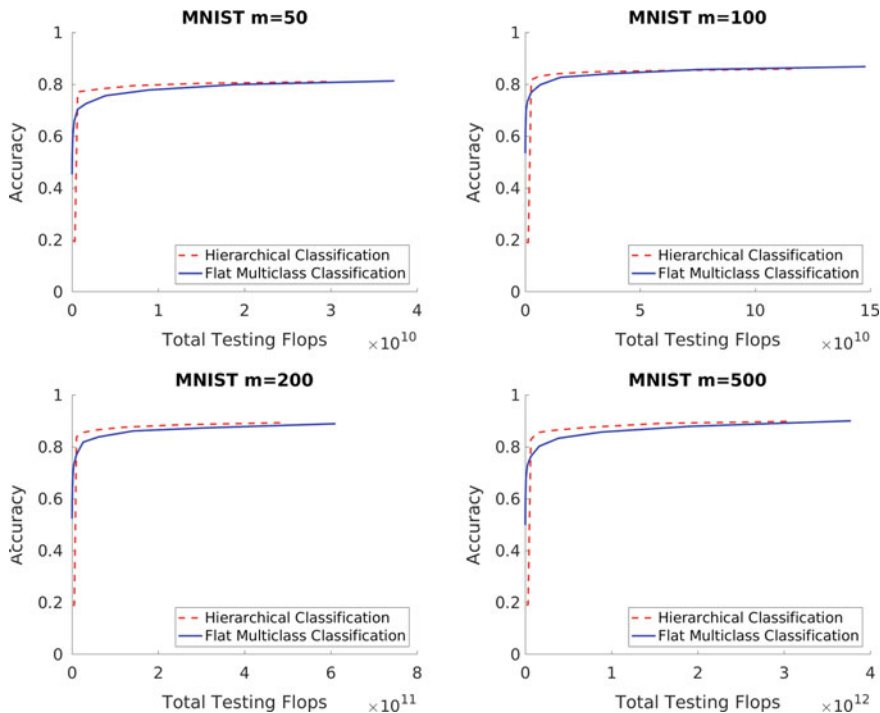 MNIST m=50
1
0.8
0.6
0.4
0.2
0
Accuracy
Hierarchical Classification
Flat Multiclass Classification
0 1 2 3 4
Total Testing Flops ×10^10
MNIST m=100
1
0.8
0.6
0.4
0.2
0
Accuracy
Hierarchical Classification
Flat Multiclass Classification
0 5 10 15
Total Testing Flops ×10^10
MNIST m=200
1
0.8
0.6
0.4
0.2
0
Accuracy
Hierarchical Classification
Flat Multiclass Classification
0 2 4 6 8
Total Testing Flops ×10^11
MNIST m=500
1
0.8
0.6
0.4
0.2
0
Accuracy
Hierarchical Classification
Flat Multiclass Classification
0 1 2 3 4
Total Testing Flops ×10^12